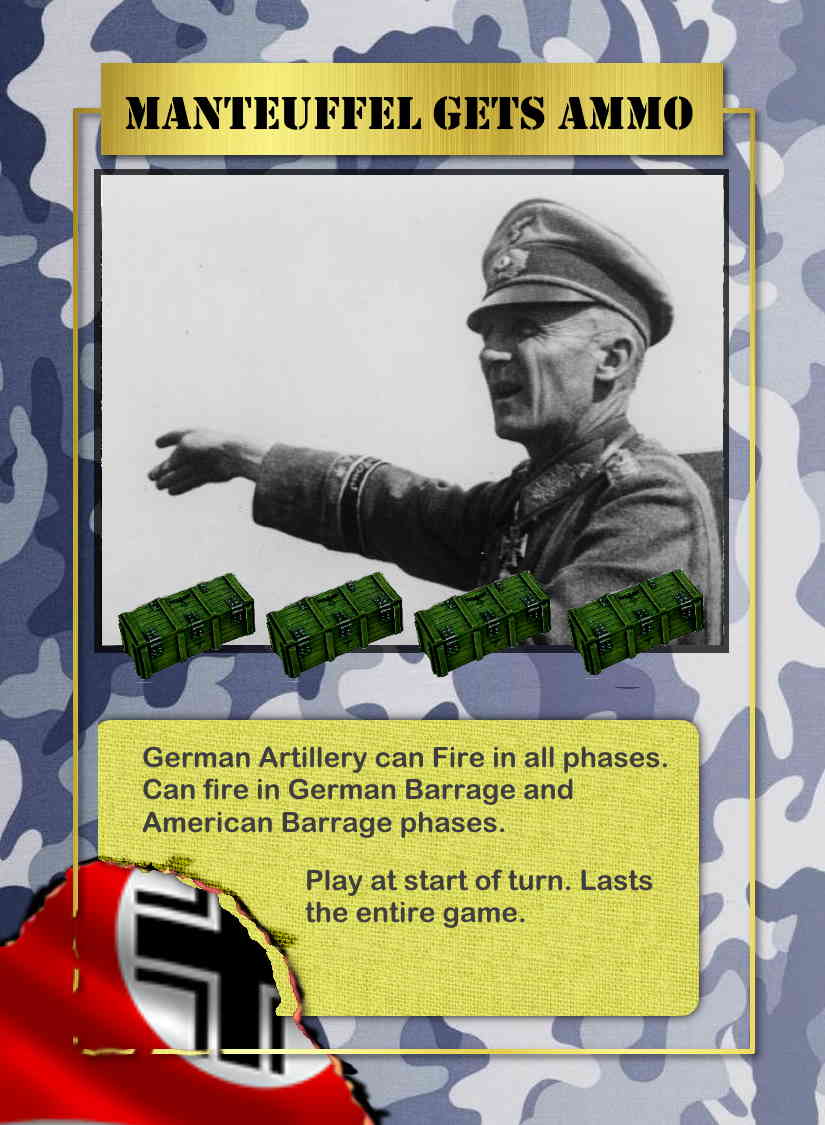 MANTEUFFEL GETS AMMO
German Artillery can Fire in all phases.
Can fire in German Barrage and
American Barrage phases.
Play at start of turn. Lasts
the entire game.